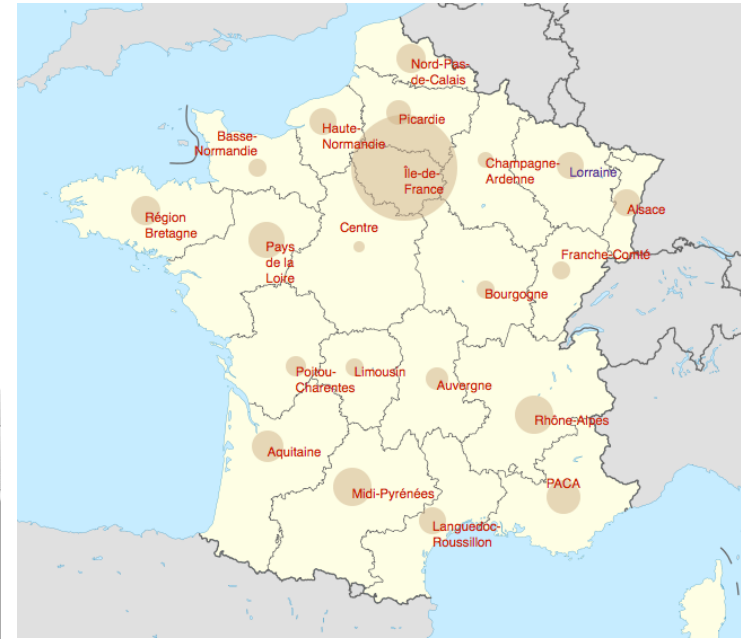 Nord-Pas-
de-Calais
Picardie
Haute-
Normandie
Basse-
Normandie
Île-de-
France
Champagne-
Ardenne
Lorraine
Alsace
Région
Bretagne
Pays
de la
Loire
Centre
Franche-Comté
Bourgogne
Poitou-
Charentes
Limousin
Auvergne
Rhône-Alpes
Aquitaine
Midi-Pyrénées
PACA
Languedoc-
Roussillon